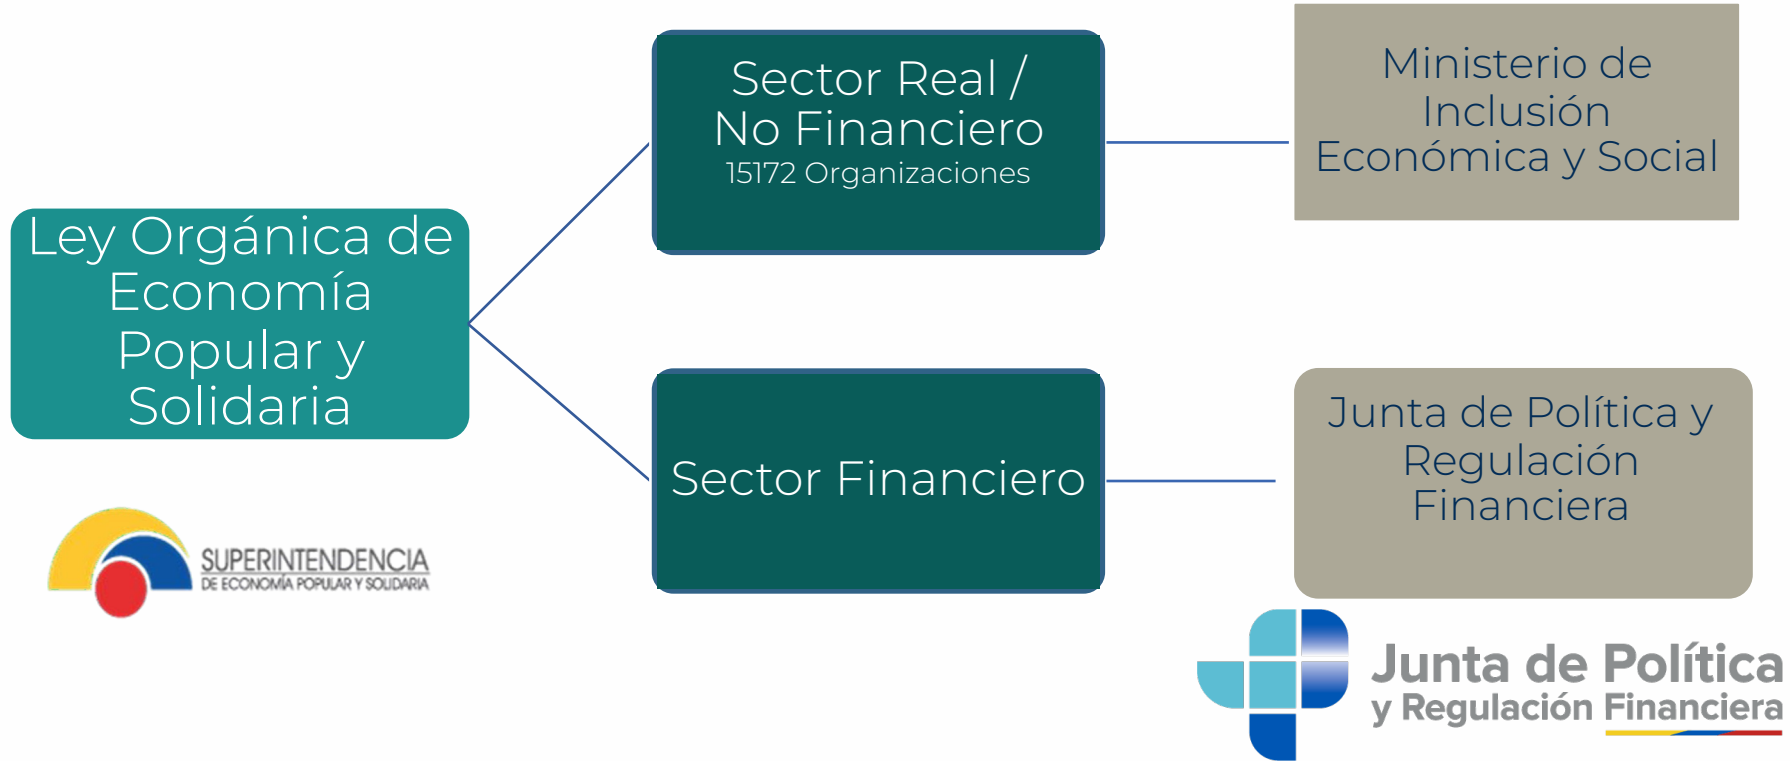 Ley Orgánica de
Economía
Popular y
Solidaria
SUPERINTENDENCIA
DE ECONOMÍA POPULAR Y SOLIDARIA
Sector Real /
No Financiero
15172 Organizaciones
Ministerio de
Inclusión
Económica y Social
Sector Financiero
Junta de Política y
Regulación
Financiera
Junta de Política
y Regulación Financiera